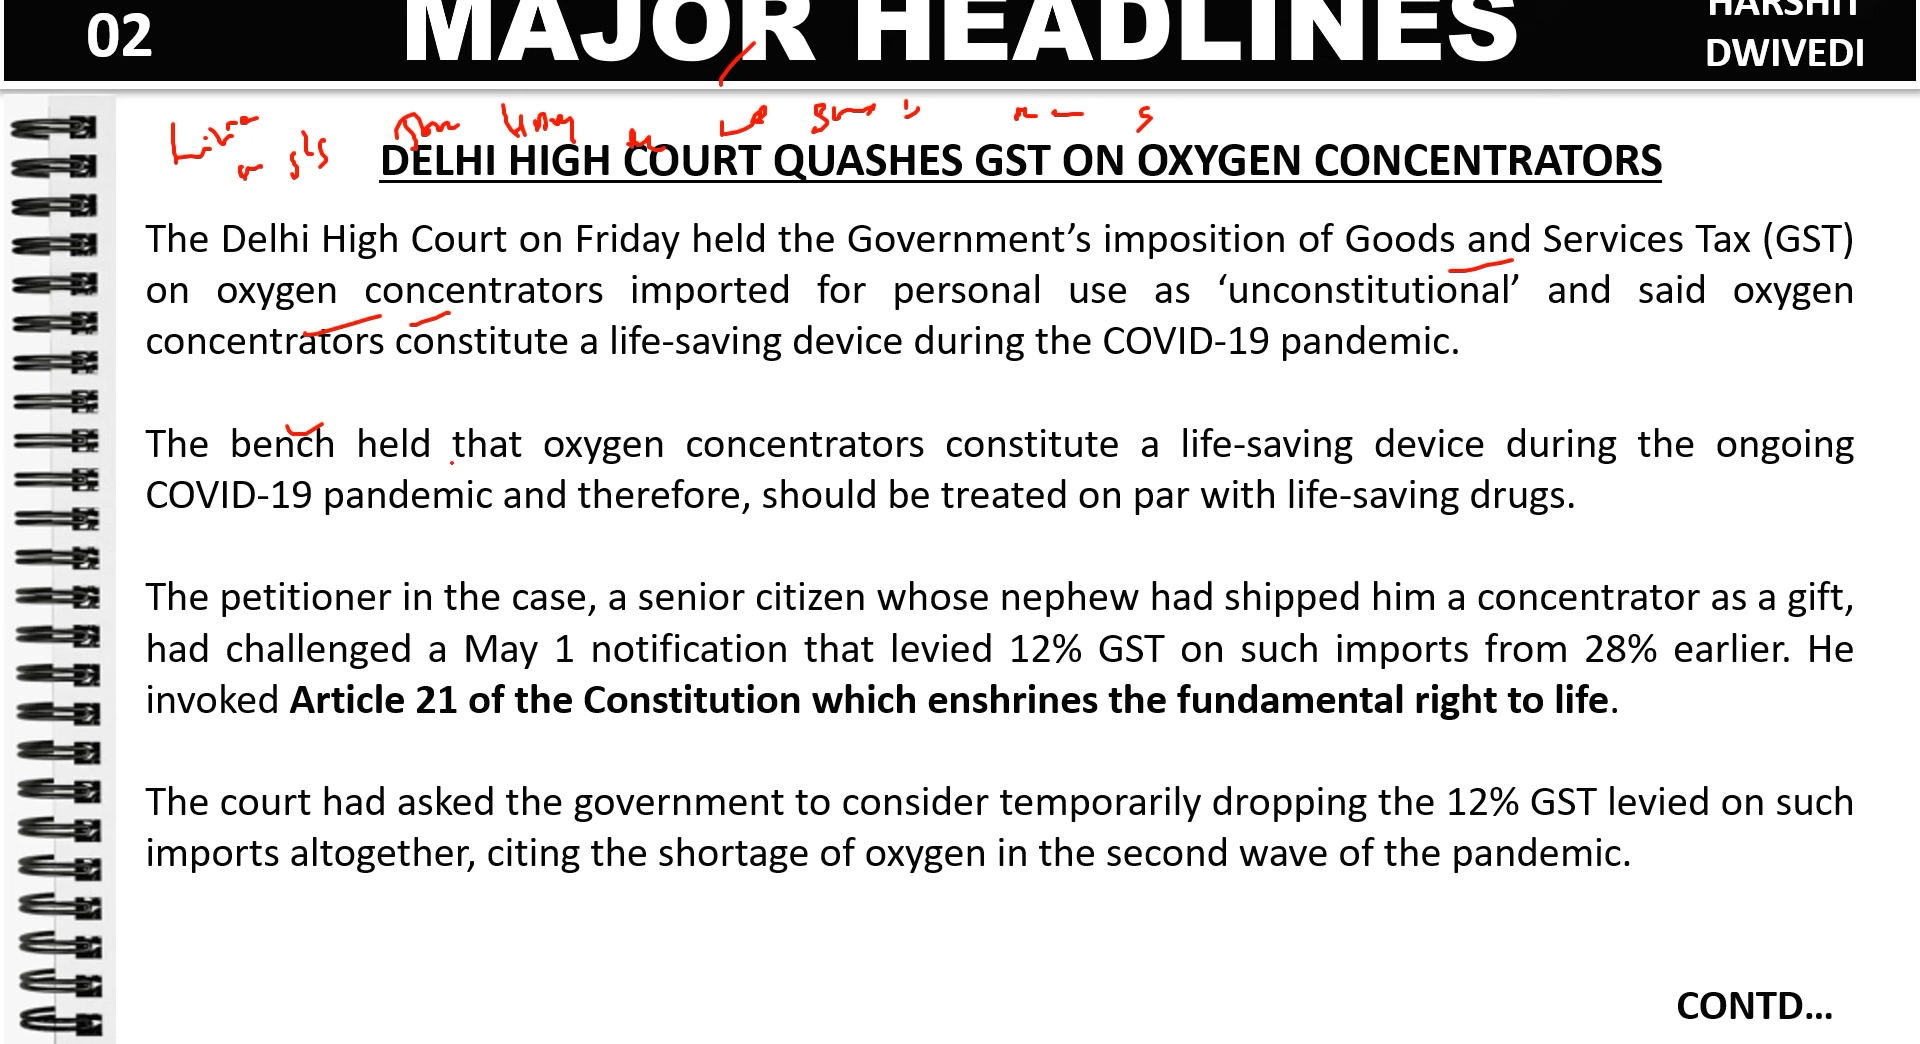 02
MAJOR HEADLINES
HARSHIT
DWIVEDI
DELHI HIGH COURT QUASHES GST ON OXYGEN CONCENTRATORS
The Delhi High Court on Friday held the Government’s imposition of Goods and Services Tax (GST)
on oxygen concentrators imported for personal use as ‘unconstitutional’ and said oxygen
concentrators constitute a life-saving device during the COVID-19 pandemic.
The bench held that oxygen concentrators constitute a life-saving device during the ongoing
COVID-19 pandemic and therefore, should be treated on par with life-saving drugs.
The petitioner in the case, a senior citizen whose nephew had shipped him a concentrator as a gift,
had challenged a May 1 notification that levied 12% GST on such imports from 28% earlier. He
invoked Article 21 of the Constitution which enshrines the fundamental right to life.
The court had asked the government to consider temporarily dropping the 12% GST levied on such
imports altogether, citing the shortage of oxygen in the second wave of the pandemic.
CONTD...